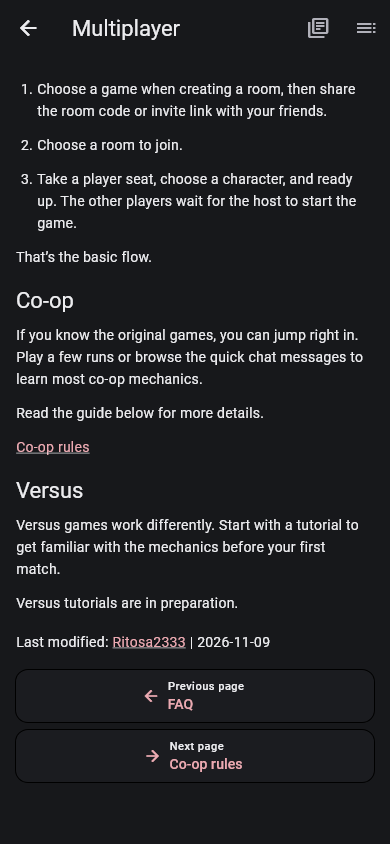 Multiplayer
1. Choose a game when creating a room, then share
the room code or invite link with your friends.
2. Choose a room to join.
3. Take a player seat, choose a character, and ready
up. The other players wait for the host to start the
game.
That's the basic flow.
Co-op
If you know the original games, you can jump right in.
Play a few runs or browse the quick chat messages to
learn most co-op mechanics.
Read the guide below for more details.
Co-op rules
Versus
Versus games work differently. Start with a tutorial to
get familiar with the mechanics before your first
match.
Versus tutorials are in preparation.
Last modified: Ritosa2333 | 2026-11-09
Previous page
FAQ
Next page
Co-op rules